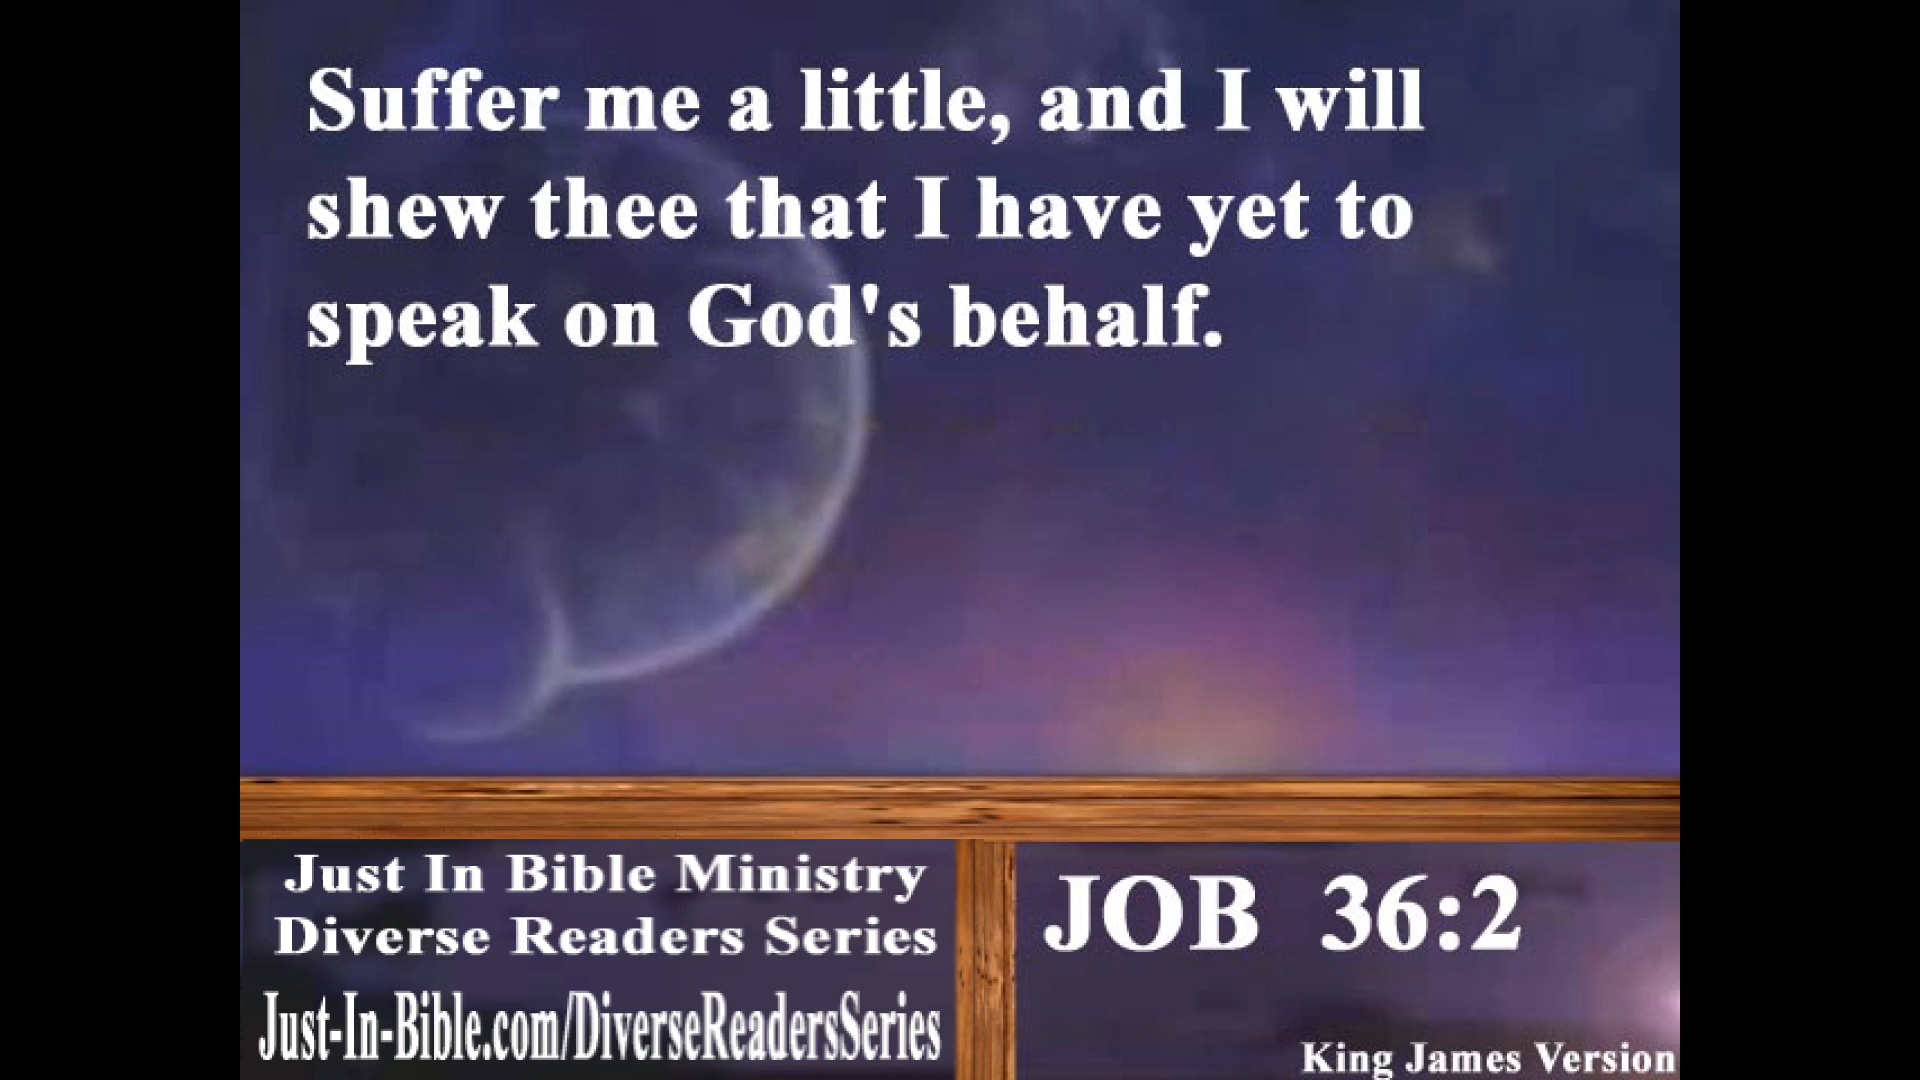 Suffer me a little, and I will
shew thee that I have yet to
speak on God's behalf.
Just In Bible Ministry
Diverse Readers Series
Just-In-Bible.com/DiverseReadersSeries
JOB 36:2
King James Version